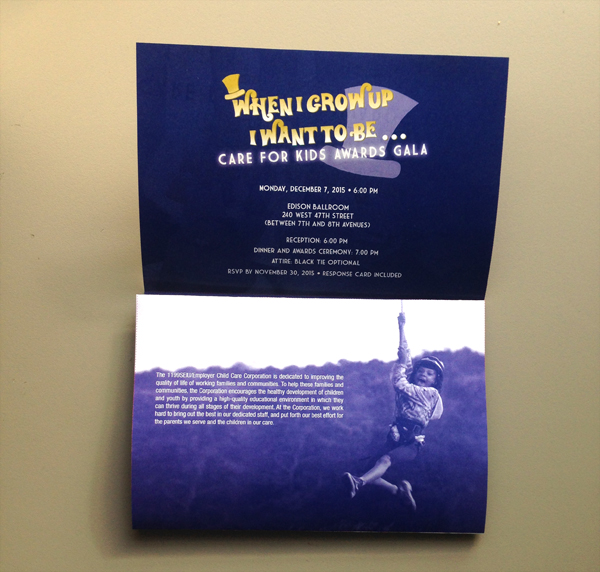 WHEN I GROW UP
I WANT TO BE...
CARE FOR KIDS AWARDS GALA
MONDAY, DECEMBER 7, 2015 • 6:00 PM
EDISON BALLROOM
240 WEST 47TH STREET
(BETWEEN 7TH AND 8TH AVENUES)
RECEPTION: 6:00 PM
DINNER AND AWARDS CEREMONY: 7:00 PM
ATTIRE: BLACK TIE OPTIONAL
RSVP BY NOVEMBER 30, 2015 • RESPONSE CARD INCLUDED
The 1199SEIU/Employer Child Care Corporation is dedicated to improving the
quality of life of working families and communities. To help these families and
communities, the Corporation encourages the healthy development of children
and youth by providing a high-quality educational environment in which they
can thrive during all stages of their development. At the Corporation, we work
hard to bring out the best in our dedicated staff, and put forth our best effort for
the parents we serve and the children in our care.